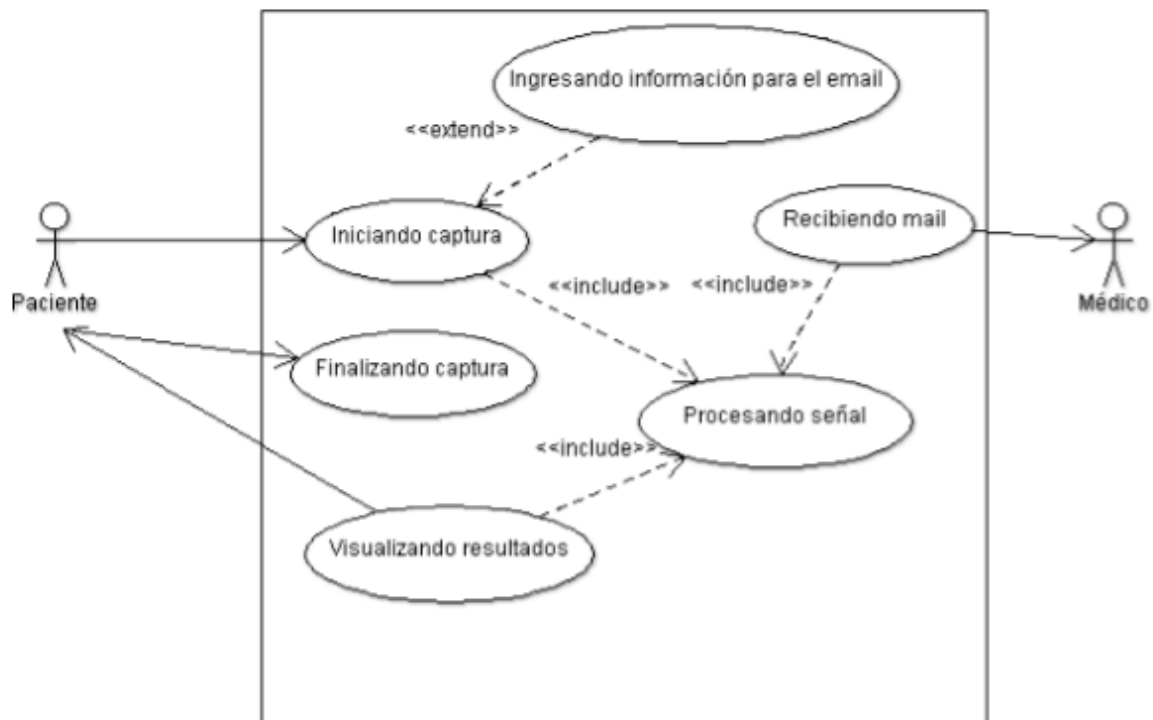 Ingresando información para el email
<<extend>>
Iniciando captura
Recibiendo mail
<<include>>
<<include>>
Paciente
Médico
Finalizando captura
Procesando señal
<<include>>
Visualizando resultados